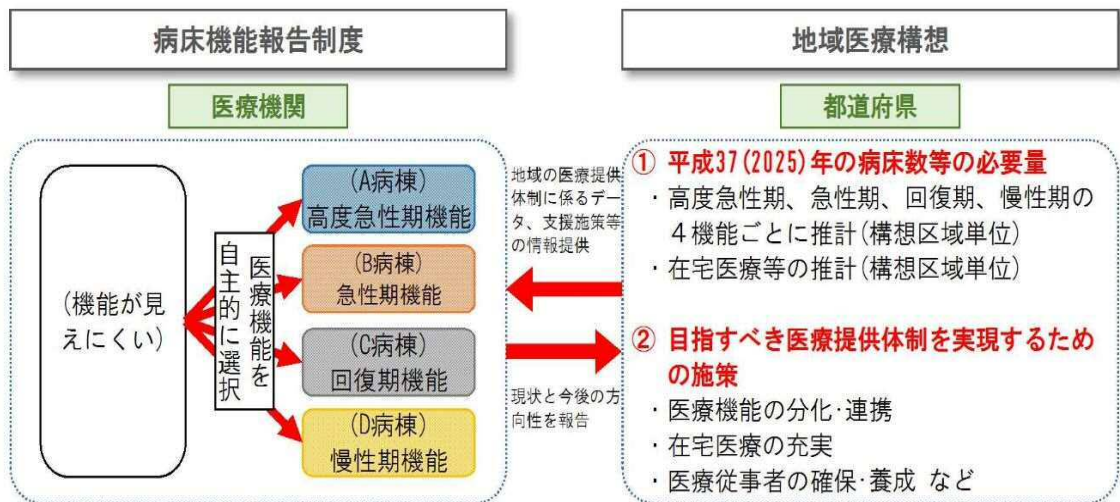 病床機能報告制度
医療機関
(機能が見
えにくい)
医療機能を
自主的に選択
(A病棟)
高度急性期機能
(B病棟)
急性期機能
(C病棟)
回復期機能
(D病棟)
慢性期機能
地域の医療提供
体制に係るデー
タ、支援施策等
の情報提供
現状と今後の方
向性を報告
地域医療構想
都道府県
① 平成37(2025)年の病床数等の必要量
・高度急性期、急性期、回復期、慢性期の
４機能ごとに推計(構想区域単位)
・在宅医療等の推計(構想区域単位)
② 目指すべき医療提供体制を実現するため
の施策
・医療機能の分化･連携
・在宅医療の充実
・医療従事者の確保･養成 など